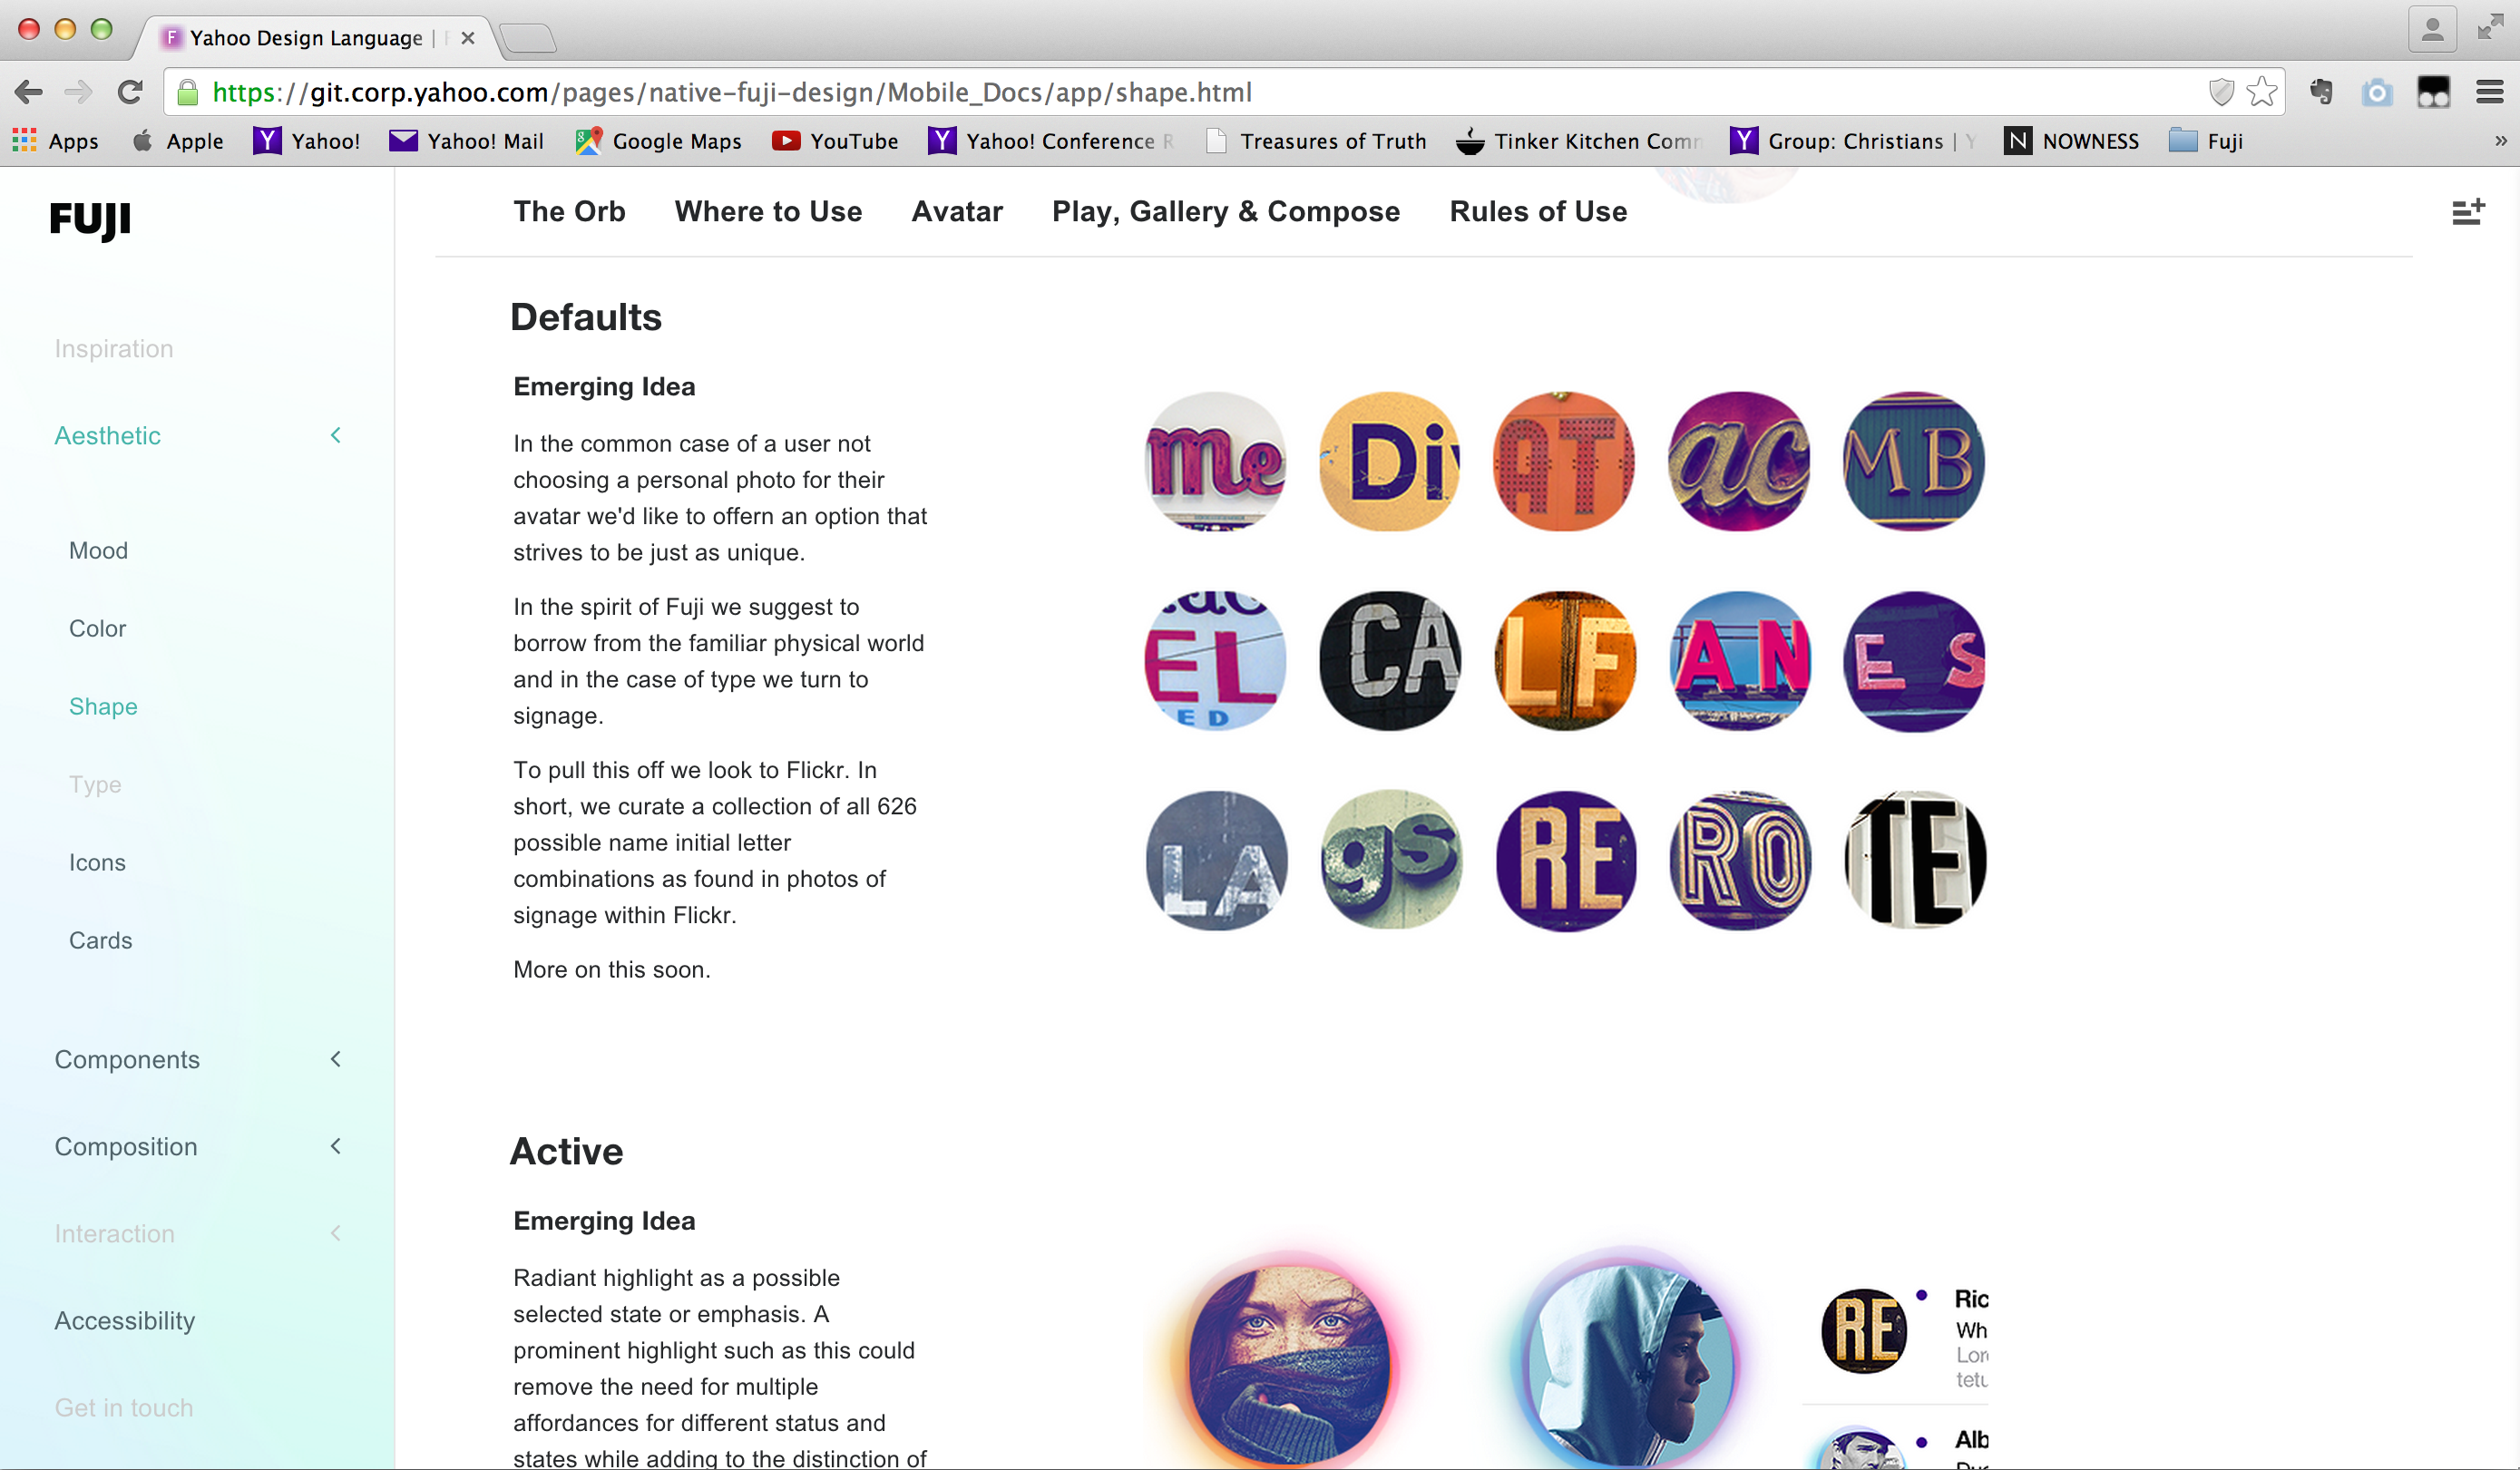 Yahoo Design Language |
https://git.corp.yahoo.com/pages/native-fuji-design/Mobile_Docs/app/shape.html
Apps Apple Yahoo! Yahoo! Mail Google Maps YouTube Yahoo! Conference R Treasures of Truth Tinker Kitchen Com Group: Christians | Y NOWNESS Fuji »
FUJI
Inspiration
Aesthetic
Mood
Color
Shape
Type
Icons
Cards
Components
Composition
Interaction
Accessibility
Get in touch
The Orb Where to Use Avatar Play, Gallery & Compose Rules of Use
Defaults
Emerging Idea
In the common case of a user not
choosing a personal photo for their
avatar we'd like to offern an option that
strives to be just as unique.
In the spirit of Fuji we suggest to
borrow from the familiar physical world
and in the case of type we turn to
signage.
To pull this off we look to Flickr. In
short, we curate a collection of all 626
possible name initial letter
combinations as found in photos of
signage within Flickr.
More on this soon.
me Di AT ac MB
EL ED CA LF AN ES
LA gs RE RO TE
Active
Emerging Idea
Radiant highlight as a possible
selected state or emphasis. A
prominent highlight such as this could
remove the need for multiple
affordances for different status and
states while adding to the distinction of
RE
Ric
Wh
Lor
tetu
Alb